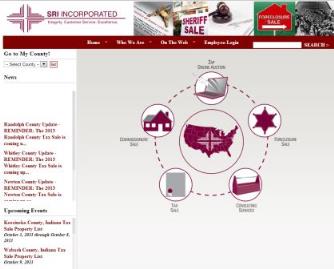 SRI INCORPORATED
Integrity. Customer Service. Excellence.
SHERIFF
SALE
FORECLOSURE
SALE
Home
Who We Are
On The Web
Employee Login
SEARCH >
Go to My County!
- Select County -
Go
News
Randolph County Update -
REMINDER: The 2013
Randolph County Tax Sale is
coming u...
Whitley County Update -
REMINDER: The 2013
Whitley County Tax Sale is
coming up...
Newton County Update -
REMINDER: The 2013
Newton County Tax Sale is
coming u...
Upcoming Events
Kosciusko County, Indiana Tax
Sale Property List
October 1, 2013 through October 8,
2013
Wabash County, Indiana Tax
Sale Property List
October 9, 2013
ZAP
ONLINE AUCTION
COMMISSIONERS
SALE
FORECLOSURE
SALE
TAX
SALE
CONSULTING
SERVICES